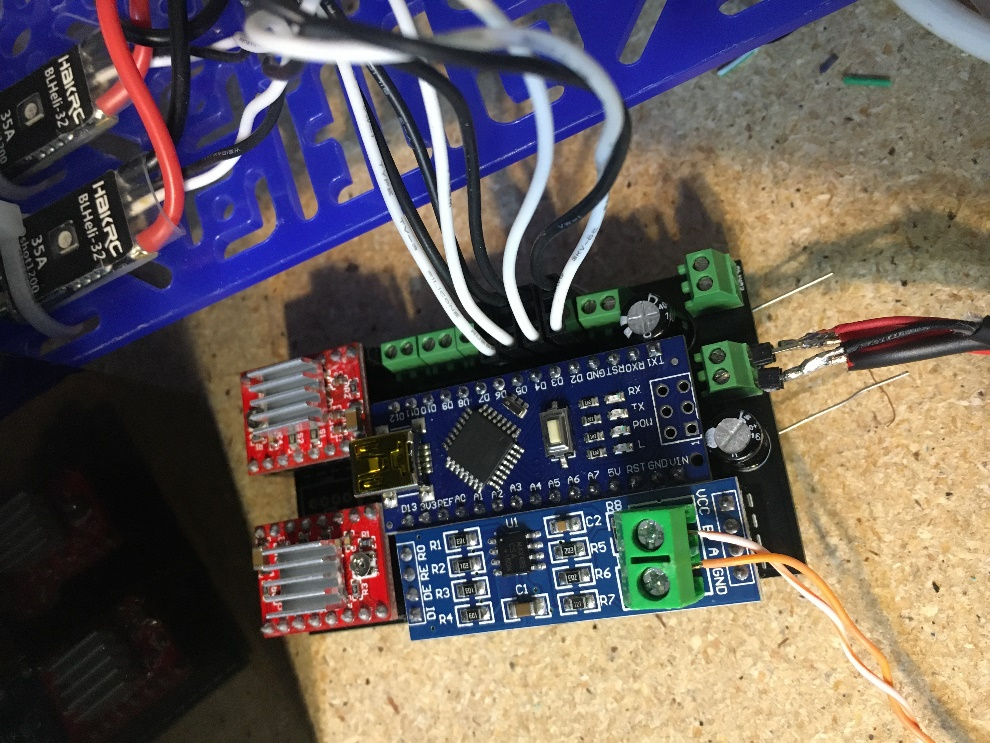 HAKRC
BLHeli-32
35A
HAKRC
BLHeli-32
35A
TX1 RX0 RST GND D2 D3 D4 D5 D6 D7 D8 D9 D10 D11 D12
RX
TX
POW
L
D13 3V3 REF A0 A1 A2 A3 A4 A5 A6 A7 5V RST GND VIN
RO
RE
DE
DI
R1
R2
R3
R4
U1
C1
C2
R5
R6
R7
R8
VCC
B
A
GND